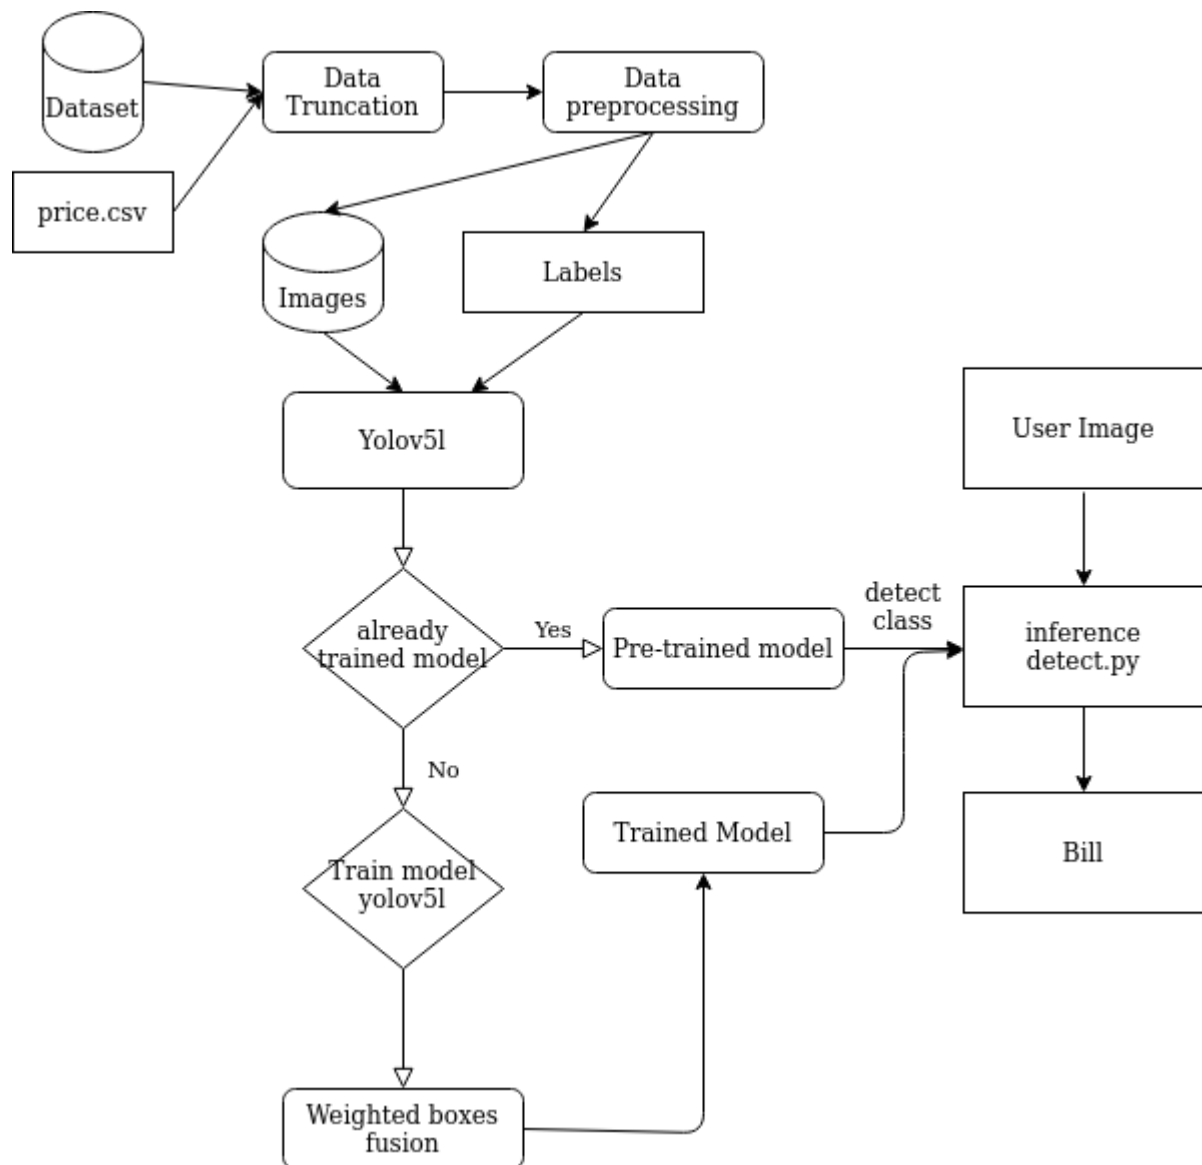 Dataset
Data
Truncation
Data
preprocessing
price.csv
Images
Labels
Yolov5l
User Image
already
trained model
Yes
Pre-trained model
detect
class
inference
detect.py
No
Train model
yolov5l
Trained Model
Bill
Weighted boxes
fusion